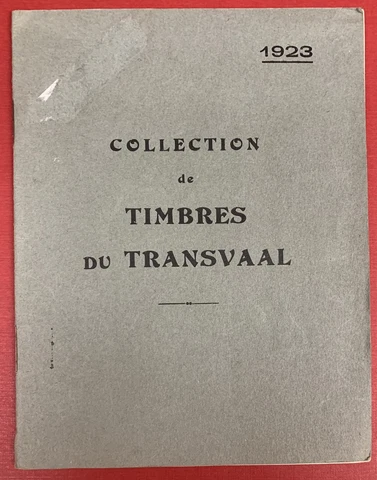 1923
COLLECTION
de
TIMBRES
DU TRANSVAAL